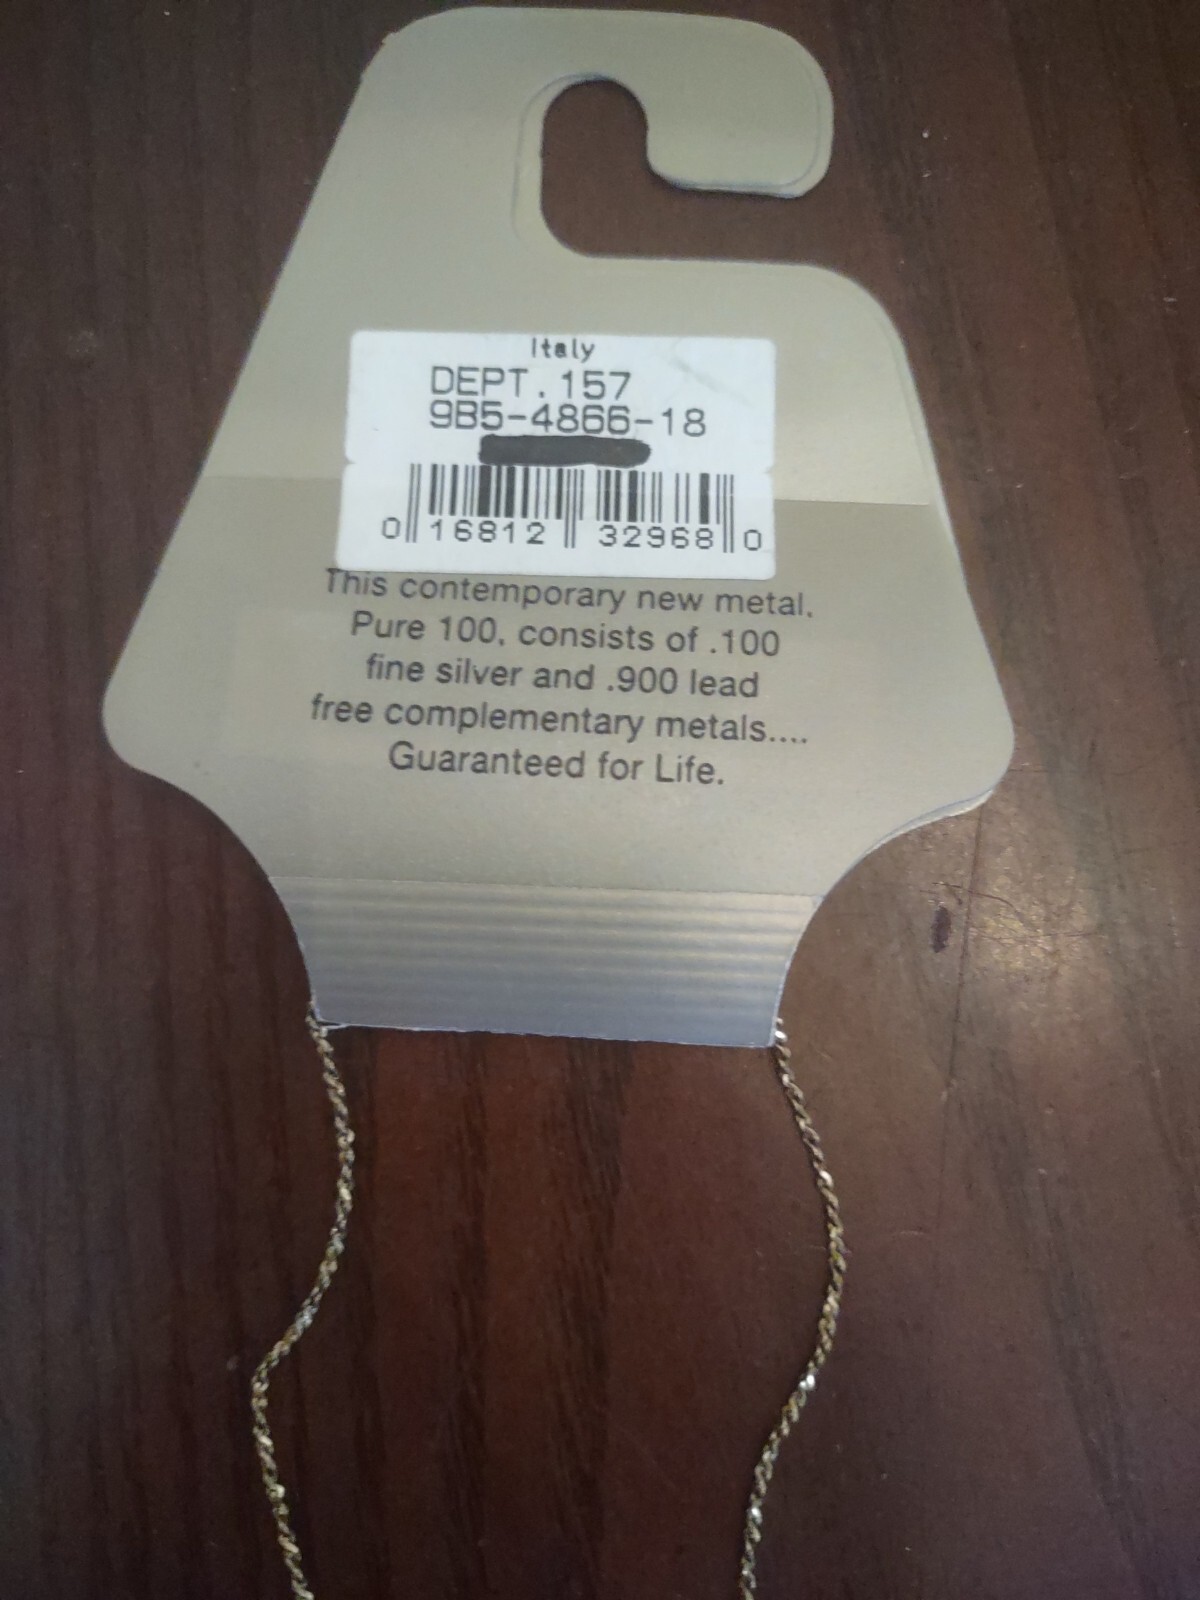 Italy
DEPT.157
9B5-4866-18
0 16812 32968 0
This contemporary new metal,
Pure 100, consists of .100
fine silver and .900 lead
free complementary metals....
Guaranteed for Life.